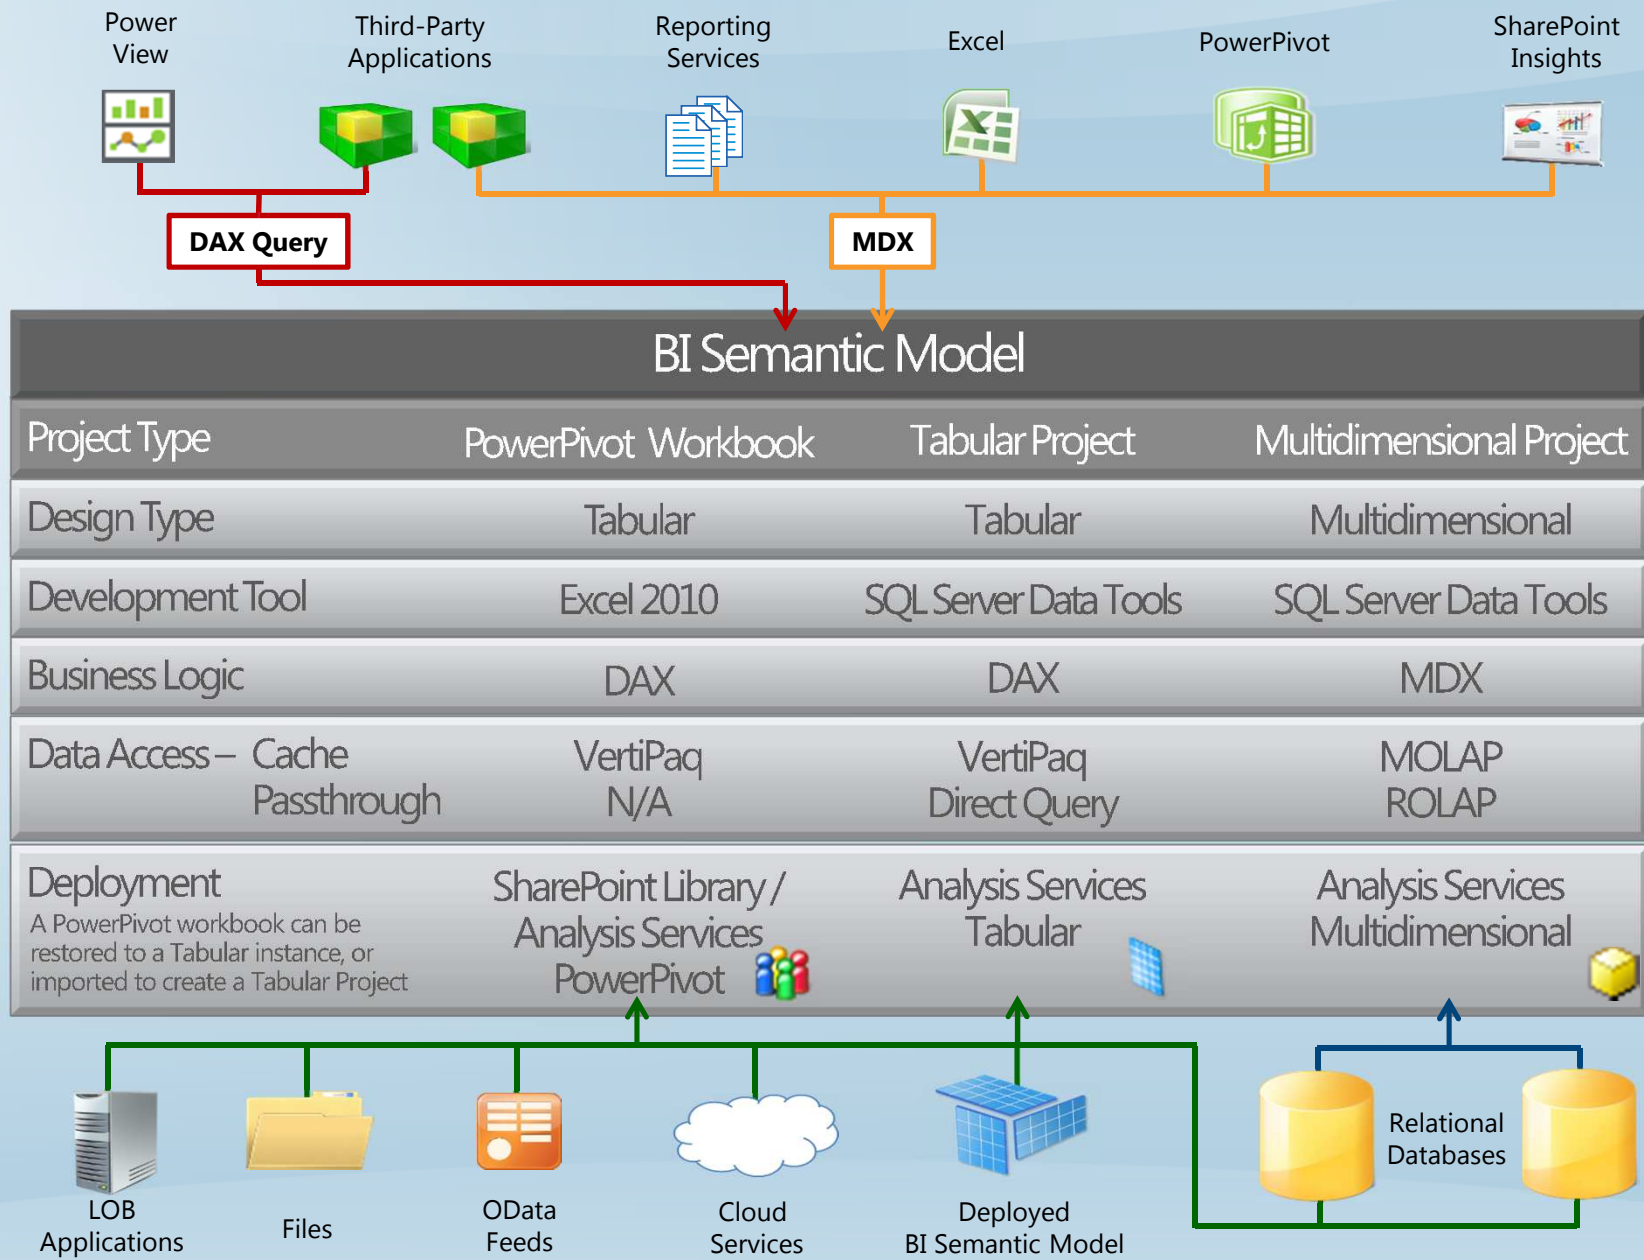 Power
View
Third-Party
Applications
Reporting
Services
Excel
PowerPivot
SharePoint
Insights
DAX Query
MDX
BI Semantic Model
Project Type
PowerPivot Workbook
Tabular Project
Multidimensional Project
Design Type
Tabular
Tabular
Multidimensional
Development Tool
Excel 2010
SQL Server Data Tools
SQL Server Data Tools
Business Logic
DAX
DAX
MDX
Data Access – Cache
Passthrough
VertiPaq
N/A
VertiPaq
Direct Query
MOLAP
ROLAP
Deployment
A PowerPivot workbook can be
restored to a Tabular instance, or
imported to create a Tabular Project
SharePoint Library /
Analysis Services
PowerPivot
Analysis Services
Tabular
Analysis Services
Multidimensional
LOB
Applications
Files
OData
Feeds
Cloud
Services
Deployed
BI Semantic Model
Relational
Databases